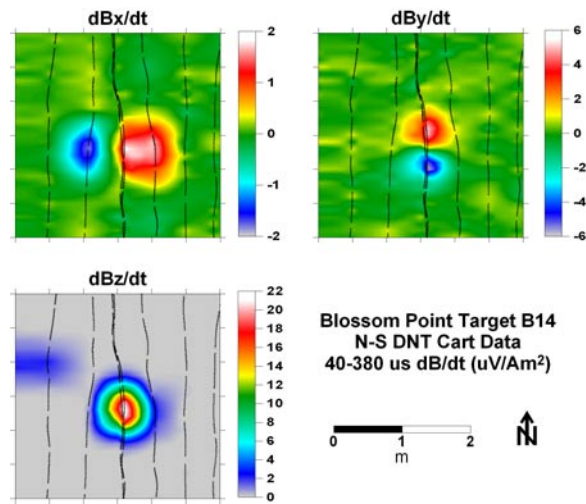 dBx/dt
2
1
0
-1
-2
dBy/dt
6
4
2
0
-2
-4
-6
dBz/dt
22
20
18
16
14
12
10
8
6
4
2
0
Blossom Point Target B14
N-S DNT Cart Data
40-380 us dB/dt (uV/Am²)
0 1 2
m
N